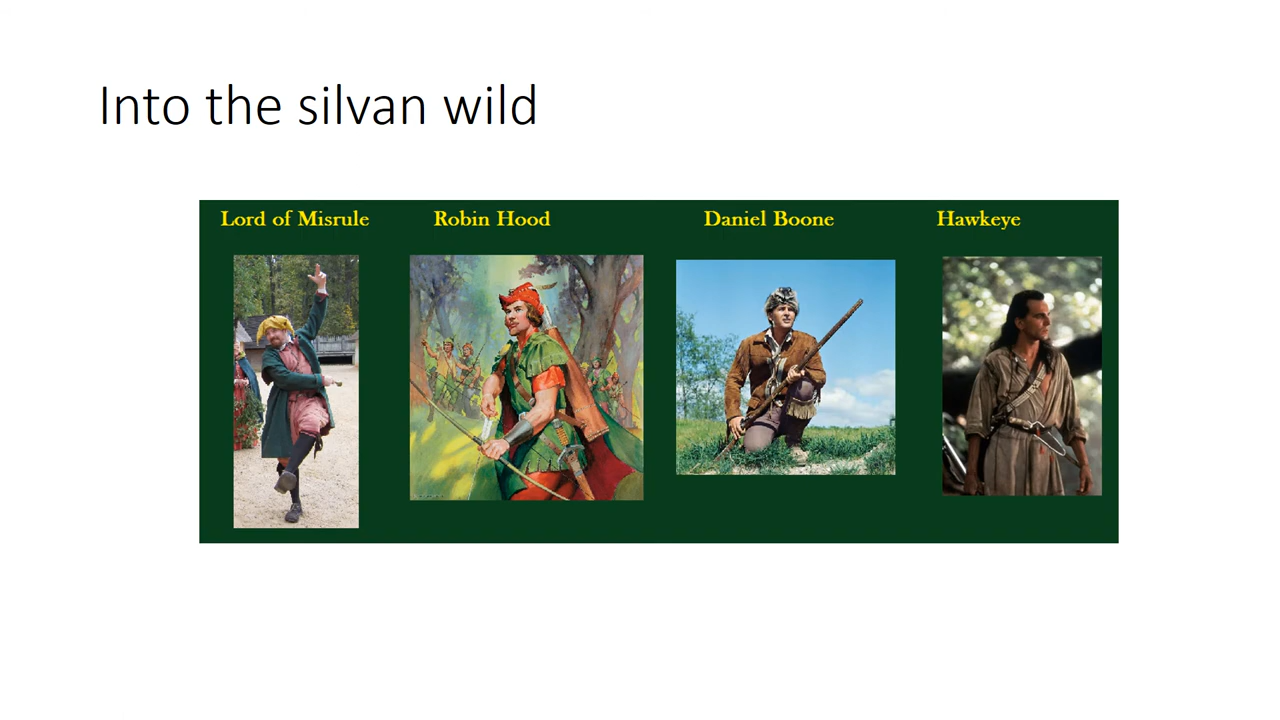 Into the silvan wild
Lord of Misrule
Robin Hood
Daniel Boone
Hawkeye